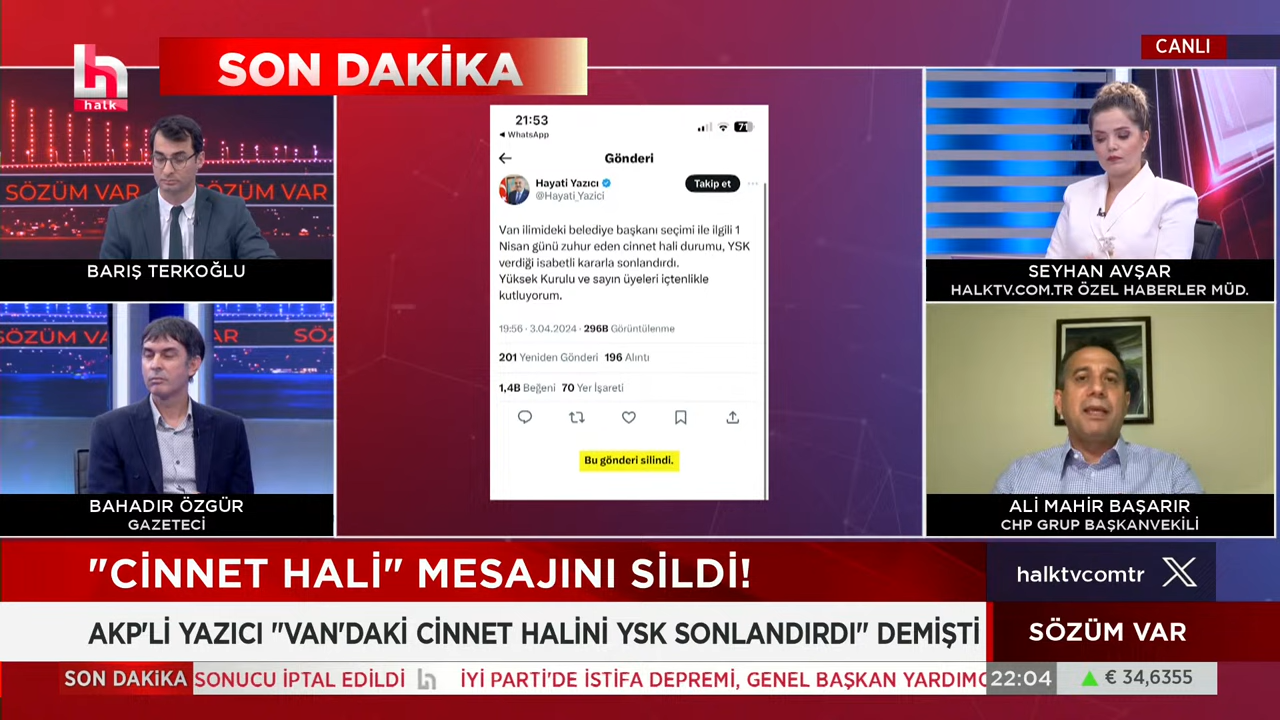 SON DAKİKA
CANLI
halk
SÖZÜM VAR
SÖZÜM VAR
BARIŞ TERKOĞLU
21:53
WhatsApp
71
Gönderi
Hayati Yazıcı
@Hayati_Yazici
Takip et
Van ilimideki belediye başkanı seçimi ile ilgili 1
Nisan günü zuhur eden cinnet hali durumu, YSK
verdiği isabetli kararla sonlandırdı.
Yüksek Kurulu ve sayın üyeleri içtenlikle
kutluyorum.
19:56 · 3.04.2024 · 296B Görüntülenme
201 Yeniden Gönderi 196 Alıntı
1,4B Beğeni 70 Yer İşareti
Bu gönderi silindi.
SEYHAN AVŞAR
HALKTV.COM.TR ÖZEL HABERLER MÜD.
BAHADIR ÖZGÜR
GAZETECİ
ALİ MAHİR BAŞARIR
CHP GRUP BAŞKANVEKİLİ
"CİNNET HALİ" MESAJINI SİLDİ!
halktvcomtr
AKP'Lİ YAZICI "VAN'DAKİ CİNNET HALİNİ YSK SONLANDIRDI" DEMİŞTİ
SÖZÜM VAR
SON DAKİKA SONUCU İPTAL EDİLDİ İYİ PARTİ'DE İSTİFA DEPREMİ, GENEL BAŞKAN YARDIMC
22:04
€ 34,6355